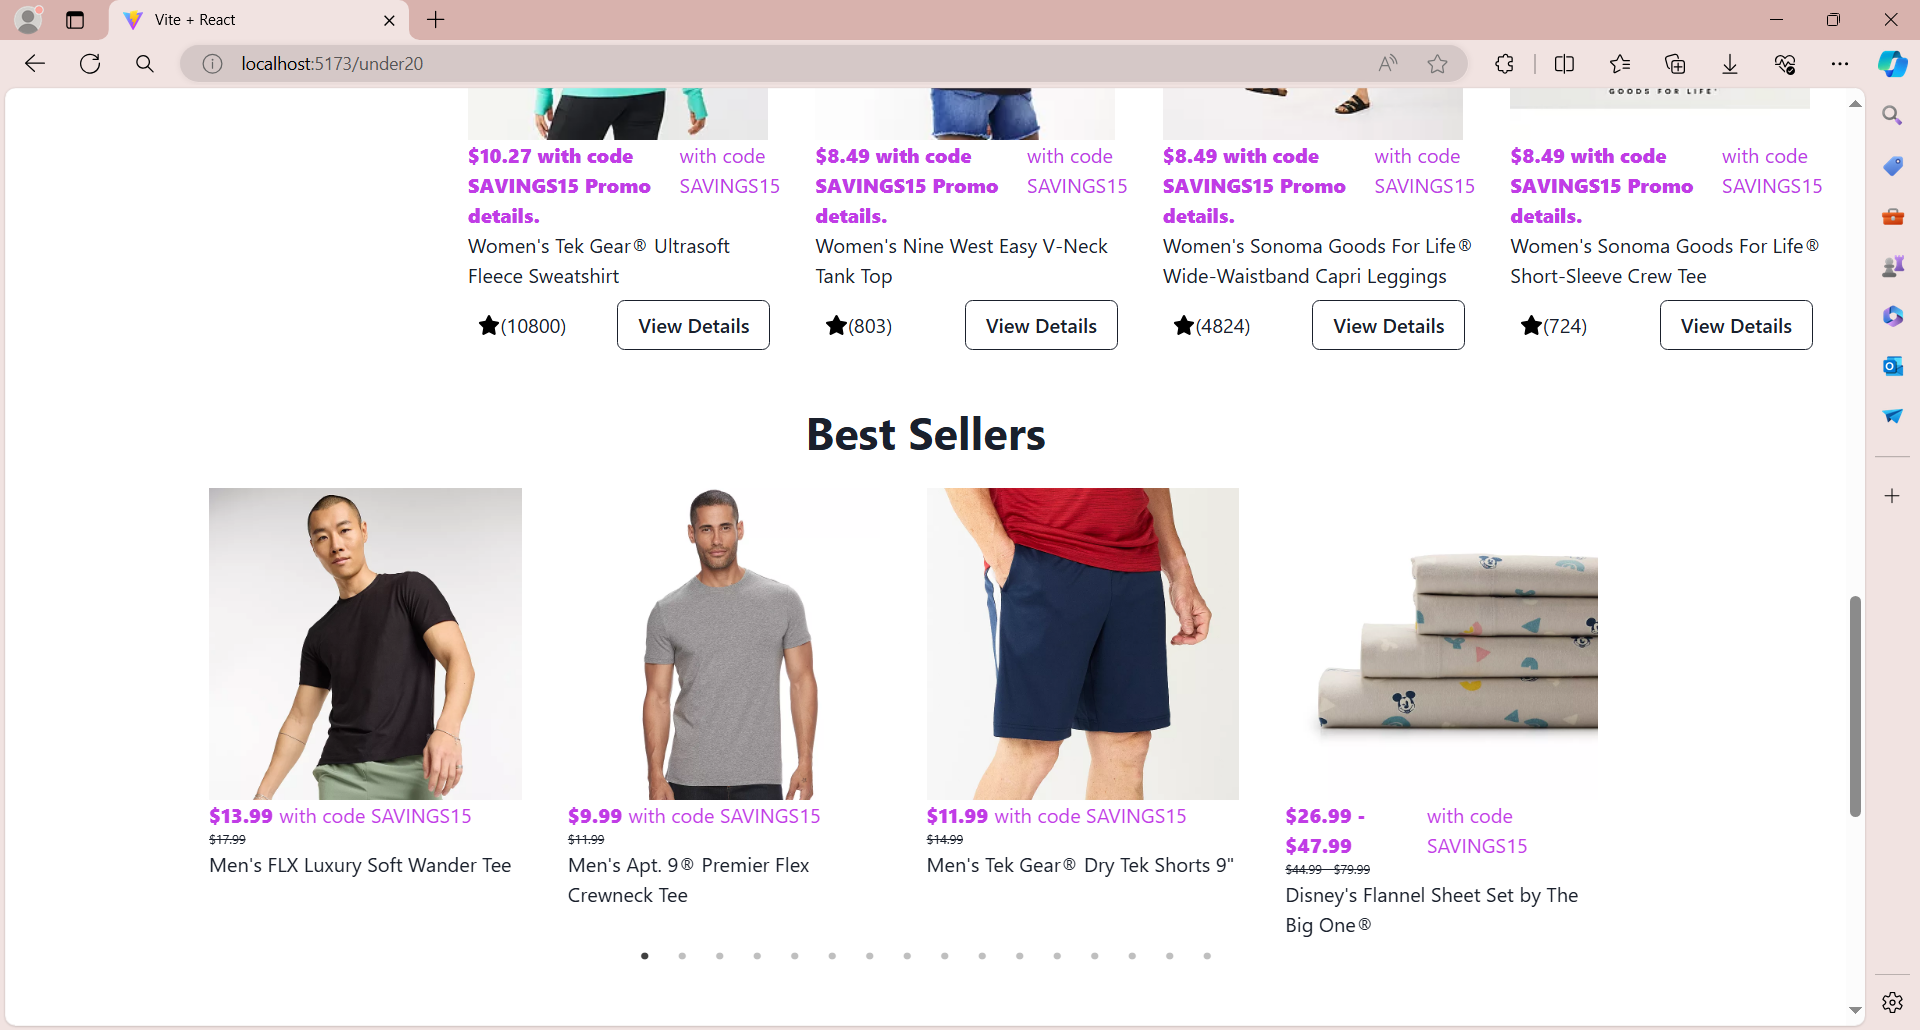 Vite + React
localhost:5173/under20
GOODS FOR LIFE
$10.27 with code SAVINGS15 Promo details.
with code SAVINGS15
Women's Tek Gear® Ultrasoft Fleece Sweatshirt
(10800)
View Details
$8.49 with code SAVINGS15 Promo details.
with code SAVINGS15
Women's Nine West Easy V-Neck Tank Top
(803)
View Details
$8.49 with code SAVINGS15 Promo details.
with code SAVINGS15
Women's Sonoma Goods For Life® Wide-Waistband Capri Leggings
(4824)
View Details
$8.49 with code SAVINGS15 Promo details.
with code SAVINGS15
Women's Sonoma Goods For Life® Short-Sleeve Crew Tee
(724)
View Details
Best Sellers
$13.99 with code SAVINGS15
$17.99
Men's FLX Luxury Soft Wander Tee
$9.99 with code SAVINGS15
$11.99
Men's Apt. 9® Premier Flex Crewneck Tee
$11.99 with code SAVINGS15
$14.99
Men's Tek Gear® Dry Tek Shorts 9"
$26.99 - $47.99
with code SAVINGS15
$44.99 - $79.99
Disney's Flannel Sheet Set by The Big One®